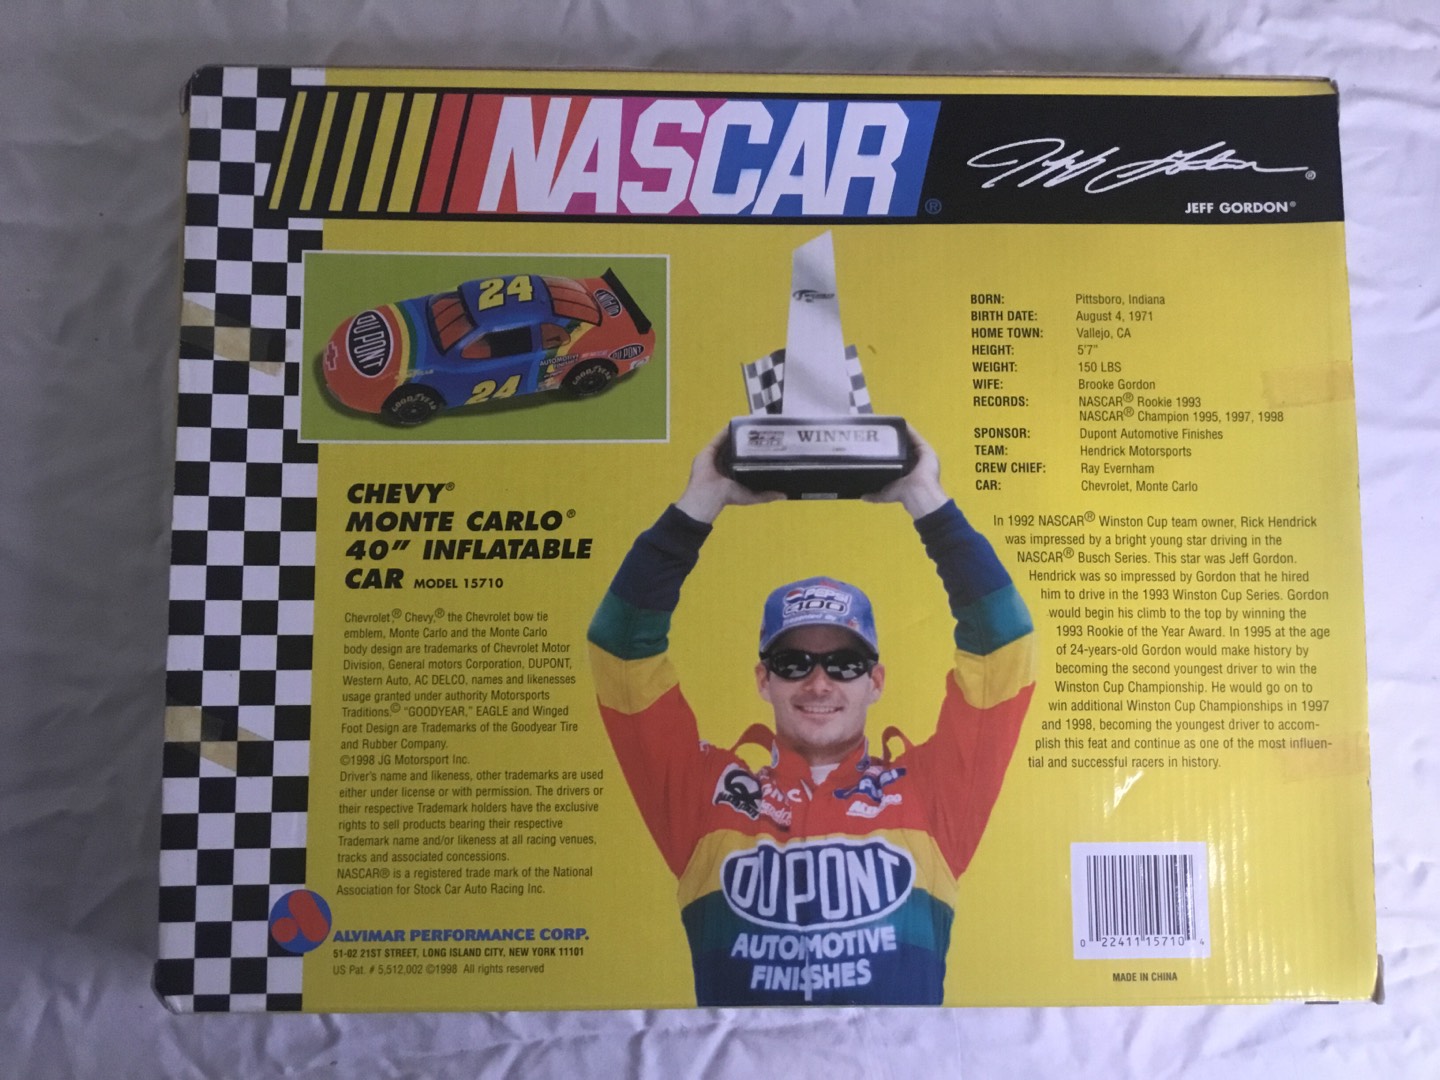 NASCAR®
Jeff Gordon®
JEFF GORDON®
24
DUPONT
24
AUTOMOTIVE
DUPONT
GOODYEAR
GOODYEAR
WINNER
BORN: Pittsboro, Indiana
BIRTH DATE: August 4, 1971
HOME TOWN: Vallejo, CA
HEIGHT: 5'7"
WEIGHT: 150 LBS
WIFE: Brooke Gordon
RECORDS: NASCAR® Rookie 1993
NASCAR® Champion 1995, 1997, 1998
SPONSOR: Dupont Automotive Finishes
TEAM: Hendrick Motorsports
CREW CHIEF: Ray Evernham
CAR: Chevrolet, Monte Carlo
In 1992 NASCAR® Winston Cup team owner, Rick Hendrick
was impressed by a bright young star driving in the
NASCAR® Busch Series. This star was Jeff Gordon.
Hendrick was so impressed by Gordon that he hired
him to drive in the 1993 Winston Cup Series. Gordon
would begin his climb to the top by winning the
1993 Rookie of the Year Award. In 1995 at the age
of 24-years-old Gordon would make history by
becoming the second youngest driver to win the
Winston Cup Championship. He would go on to
win additional Winston Cup Championships in 1997
and 1998, becoming the youngest driver to accom-
plish this feat and continue as one of the most influen-
tial and successful racers in history.
CHEVY®
MONTE CARLO®
40" INFLATABLE
CAR MODEL 15710
Chevrolet,® Chevy,® the Chevrolet bow tie
emblem, Monte Carlo and the Monte Carlo
body design are trademarks of Chevrolet Motor
Division, General motors Corporation, DUPONT,
Western Auto, AC DELCO. names and likenesses
usage granted under authority Motorsports
Traditions.© "GOODYEAR," EAGLE and Winged
Foot Design are Trademarks of the Goodyear Tire
and Rubber Company.
©1998 JG Motorsport Inc.
Driver's name and likeness, other trademarks are used
either under license or with permission. The drivers or
their respective Trademark holders have the exclusive
rights to sell products bearing their respective
Trademark name and/or likeness at all racing venues,
tracks and associated concessions.
NASCAR® is a registered trade mark of the National
Association for Stock Car Auto Racing Inc.
ALVIMAR PERFORMANCE CORP.
51-02 21ST STREET, LONG ISLAND CITY, NEW YORK 11101
US Pat. # 5,512,002 ©1998 All rights reserved
PEPSI
400
DUPONT
AUTOMOTIVE
FINISHES
0 22411 15710 4
MADE IN CHINA